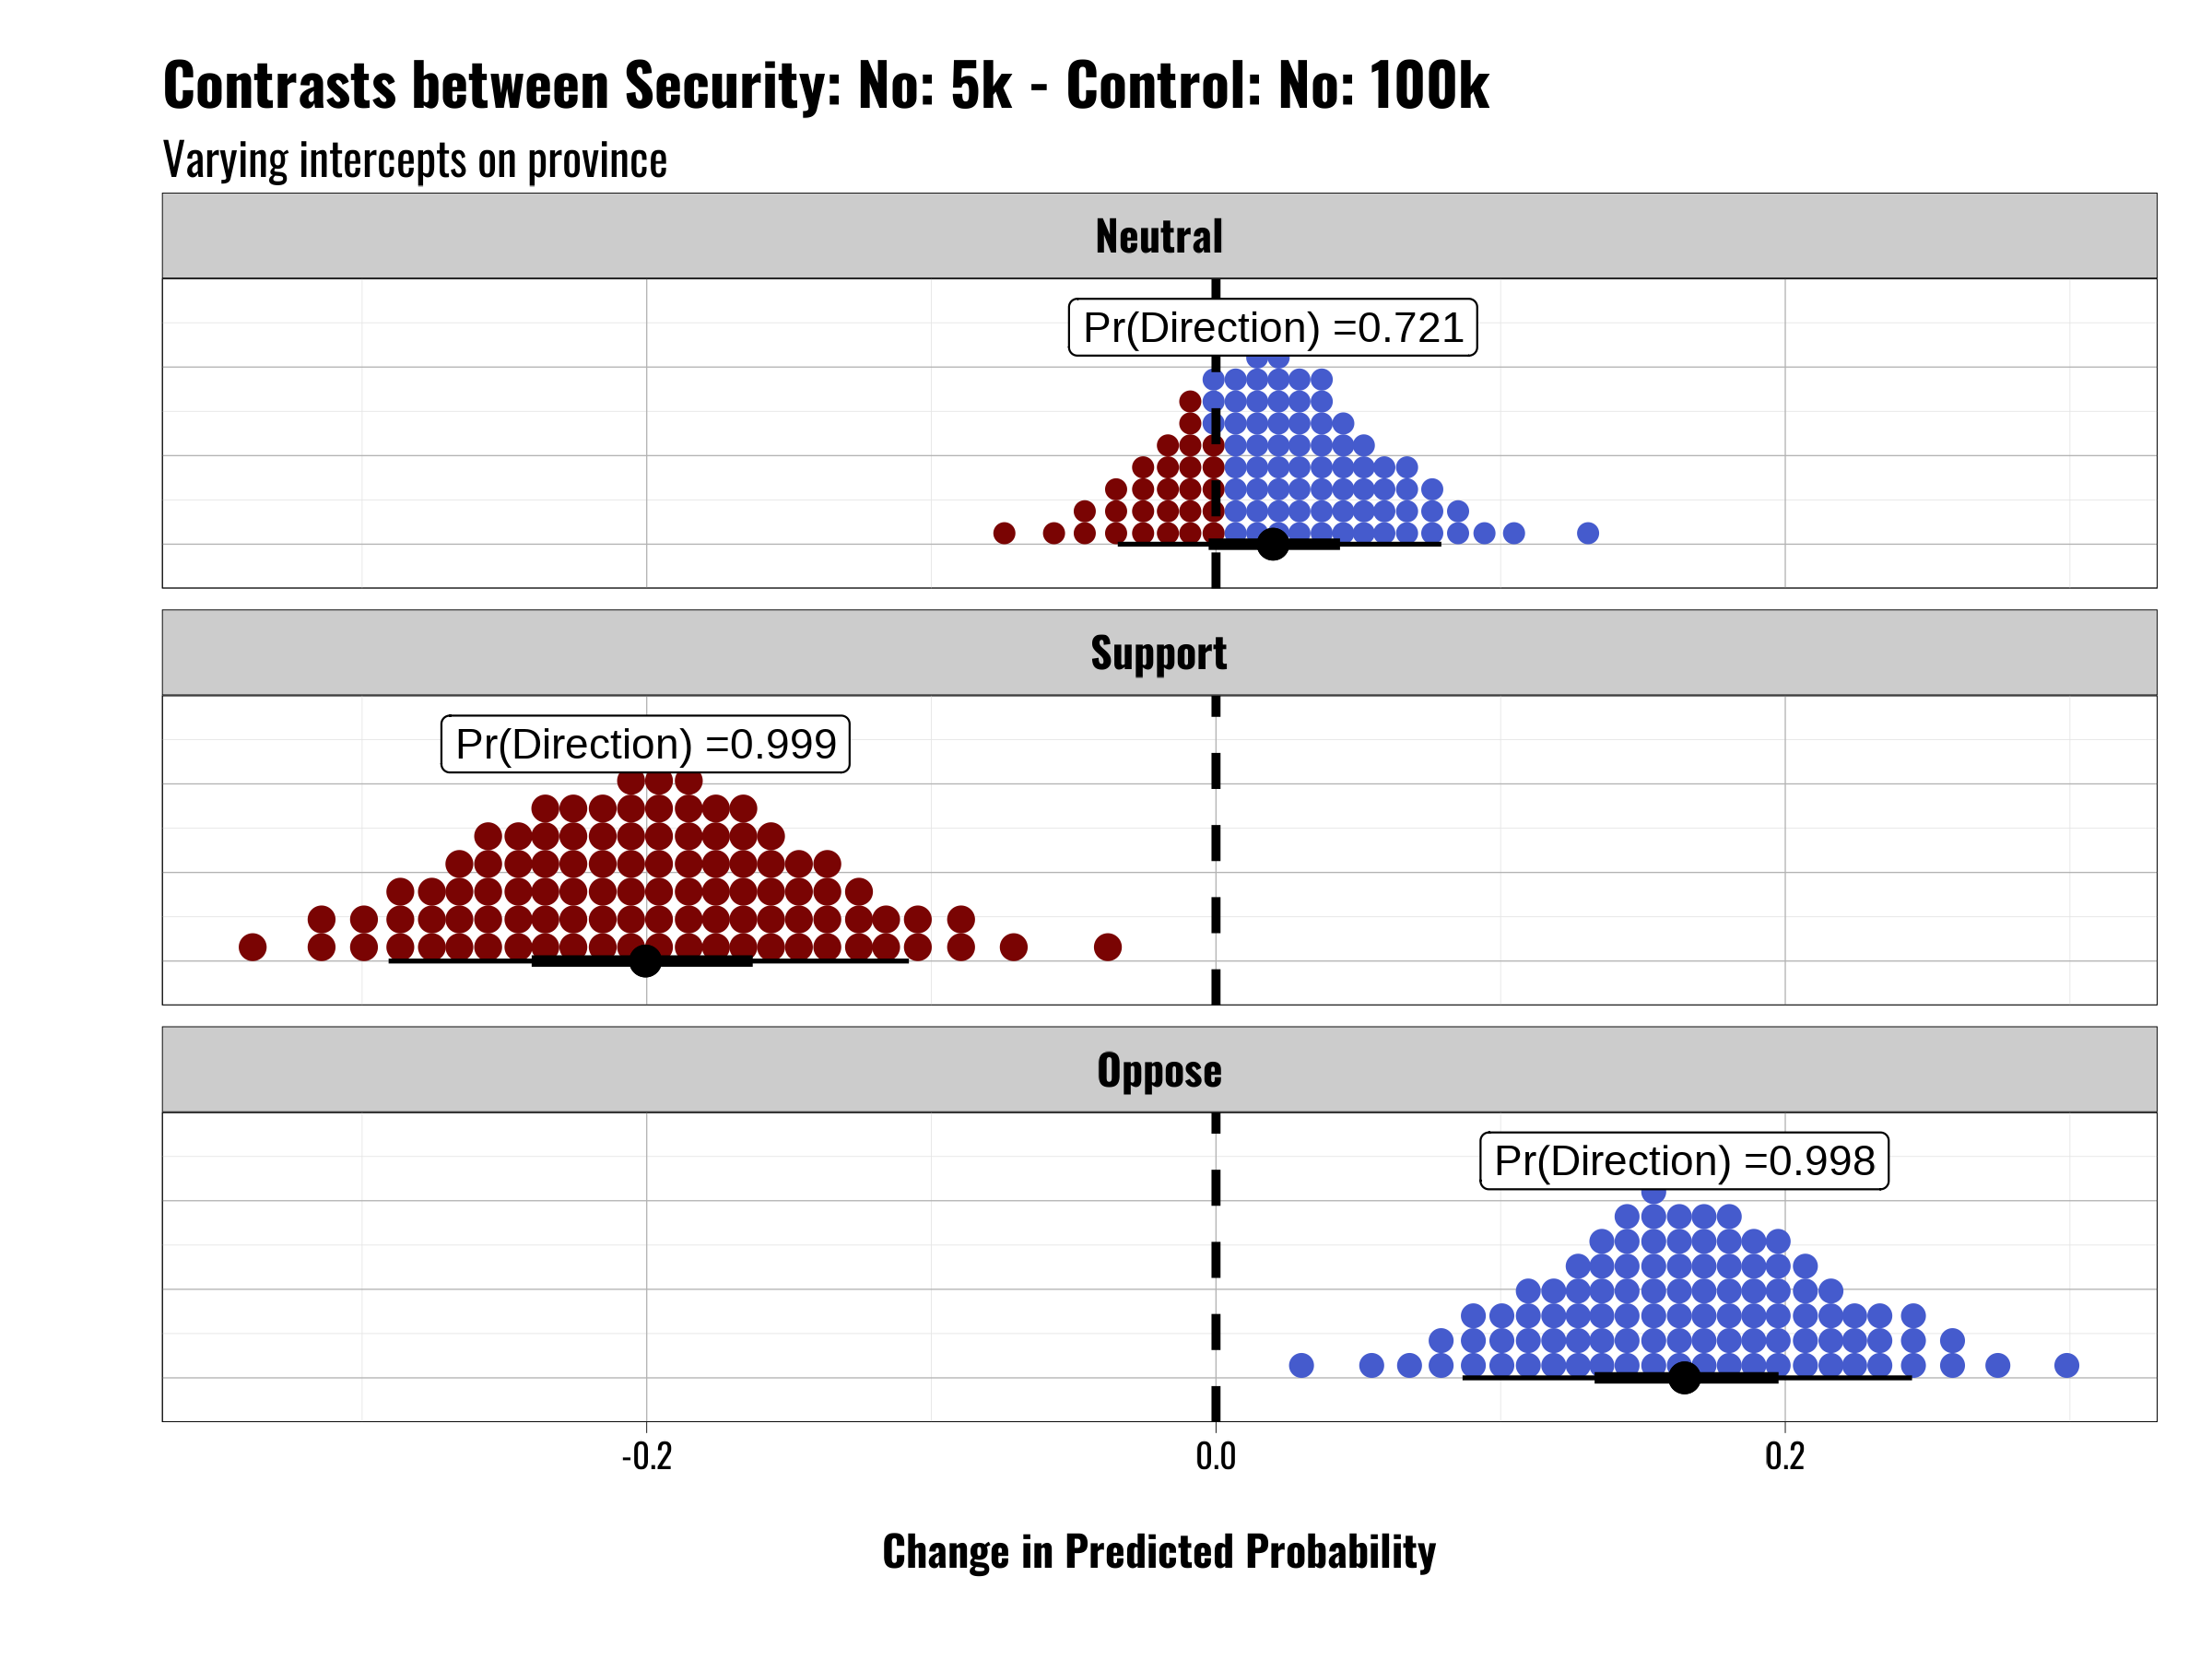 Contrasts between Security: No: 5k - Control: No: 100k
Varying intercepts on province
Neutral
Pr(Direction) =0.721
Support
Pr(Direction) =0.999
Oppose
Pr(Direction) =0.998
-0.2 0.0 0.2
Change in Predicted Probability